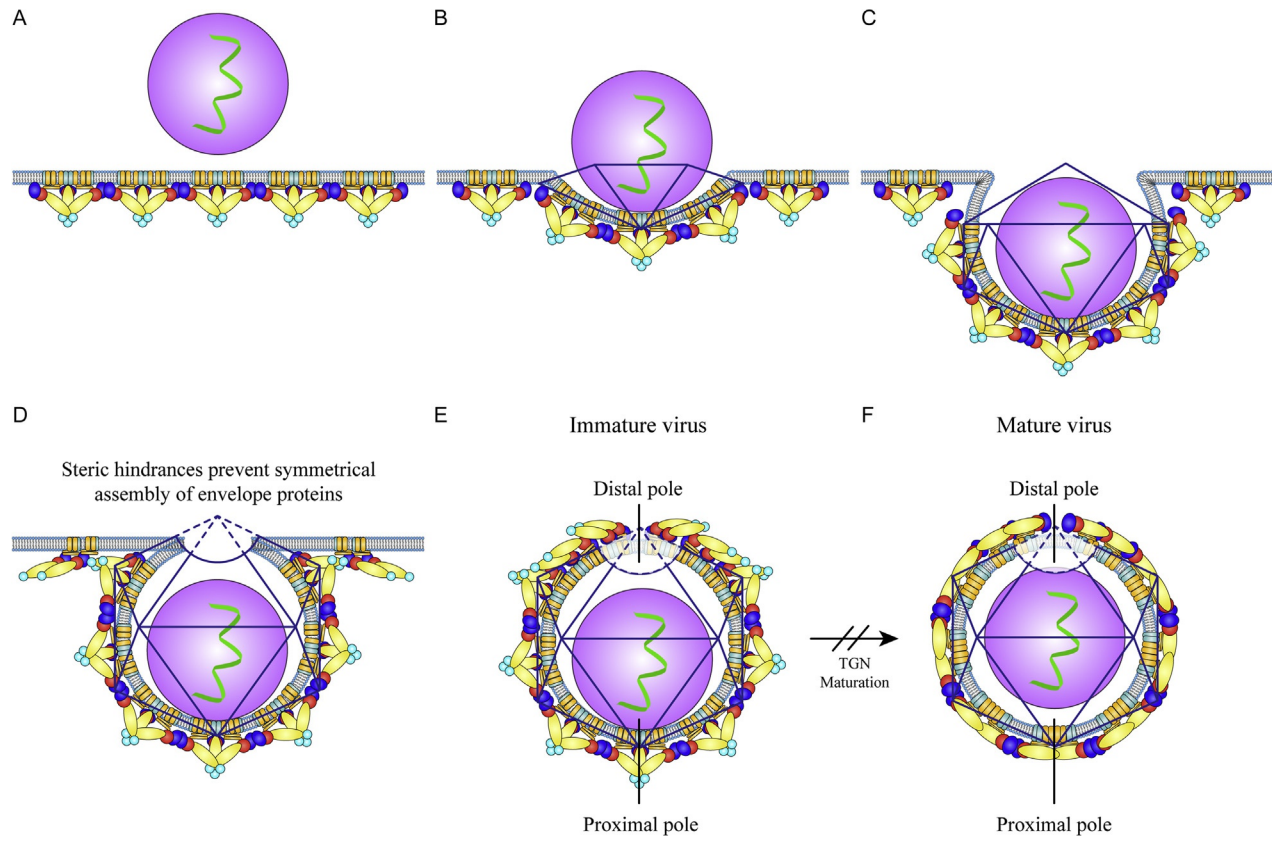 A
B
C
D
Steric hindrances prevent symmetrical
assembly of envelope proteins
E
Immature virus
Distal pole
Proximal pole
TGN
Maturation
F
Mature virus
Distal pole
Proximal pole